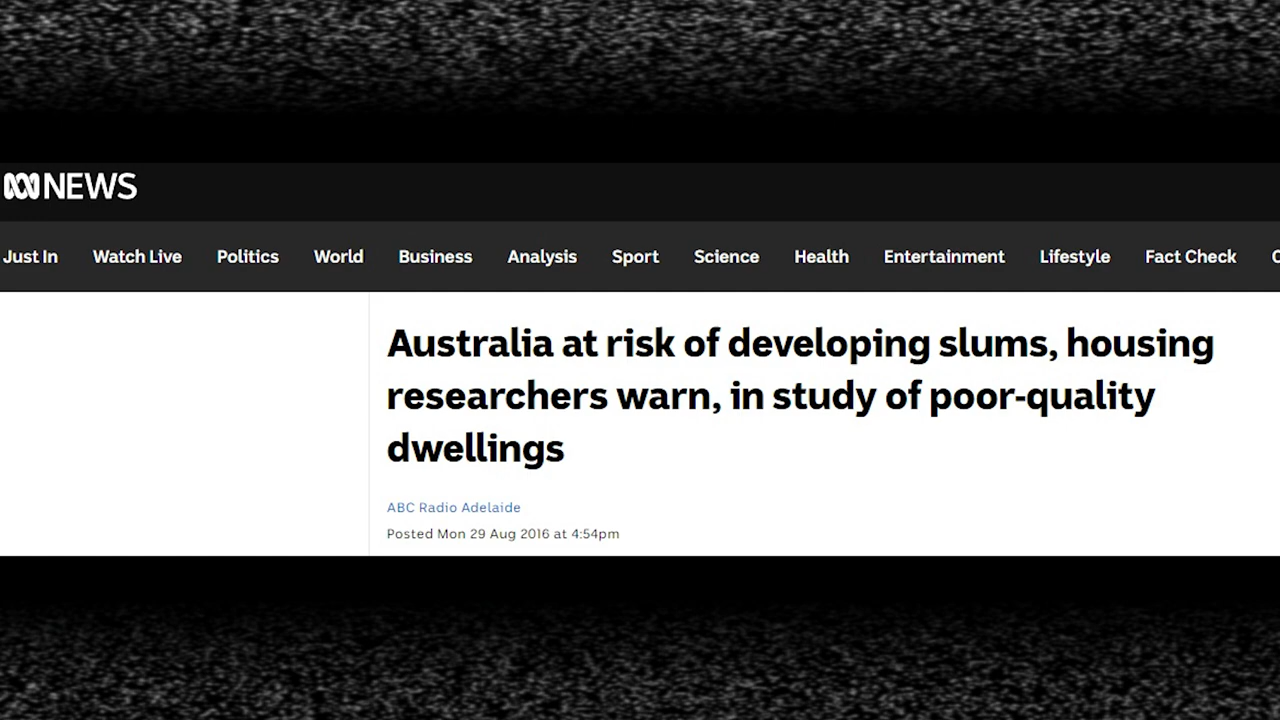 NEWS
Just In Watch Live Politics World Business Analysis Sport Science Health Entertainment Lifestyle Fact Check
Australia at risk of developing slums, housing
researchers warn, in study of poor-quality
dwellings
ABC Radio Adelaide
Posted Mon 29 Aug 2016 at 4:54pm